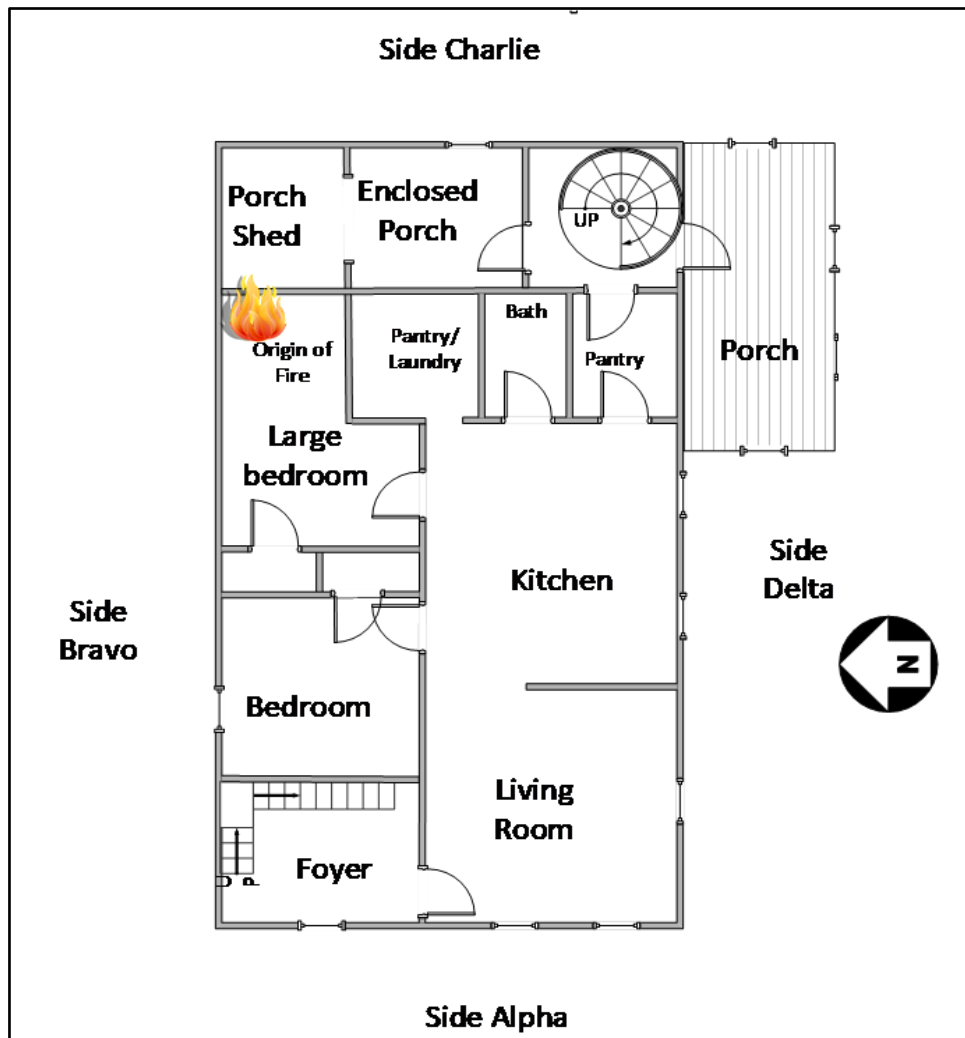 Side Charlie
Porch
Shed
Enclosed
Porch
UP
Origin of
Fire
Pantry/
Laundry
Bath
Pantry
Porch
Large
bedroom
Kitchen
Side
Delta
Side
Bravo
N
Bedroom
Living
Room
Foyer
UP
Side Alpha